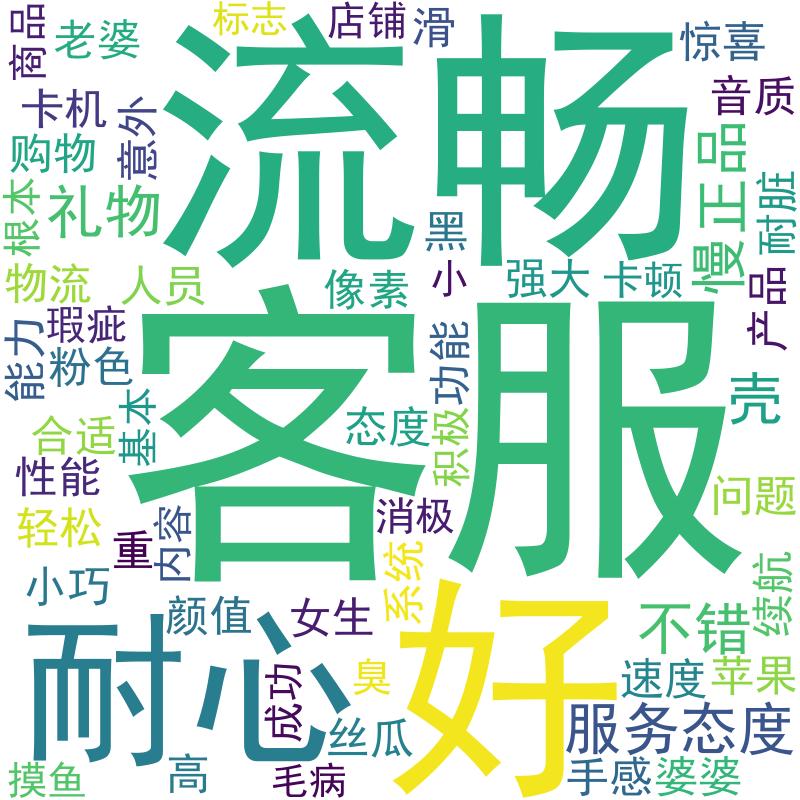 商品
老婆
标志
店铺
滑
惊喜
流畅
卡机
意外
音质
购物
慢
正品
耐脏
根本
礼物
黑
物流
人员
像素
小
强大
卡顿
产品
客服
瑕疵
能力
粉色
功能
基本
态度
积极
壳
合适
性能
消极
问题
轻松
重
内容
系统
续航
小巧
颜值
女生
好
不错
耐心
成功
臭
速度
苹果
丝瓜
服务态度
摸鱼
高
毛病
手感
婆婆